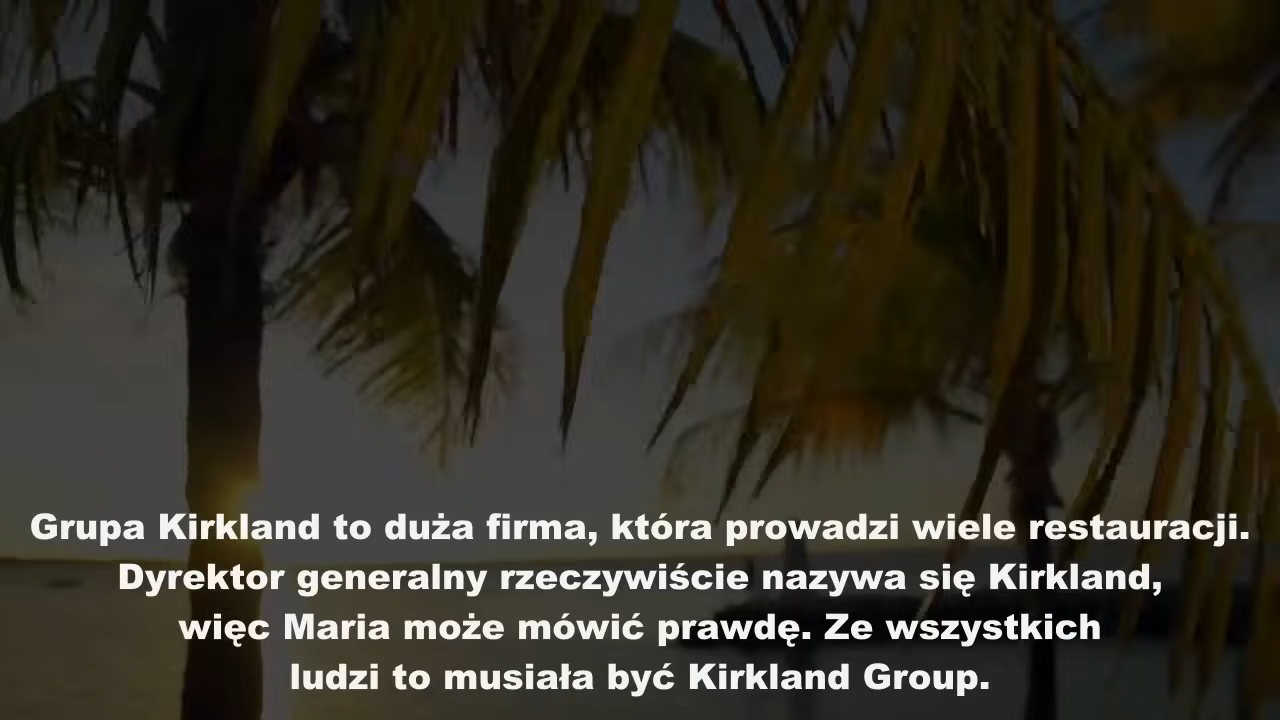 Grupa Kirkland to duża firma, która prowadzi wiele restauracji.
Dyrektor generalny rzeczywiście nazywa się Kirkland,
więc Maria może mówić prawdę. Ze wszystkich
ludzi to musiała być Kirkland Group.